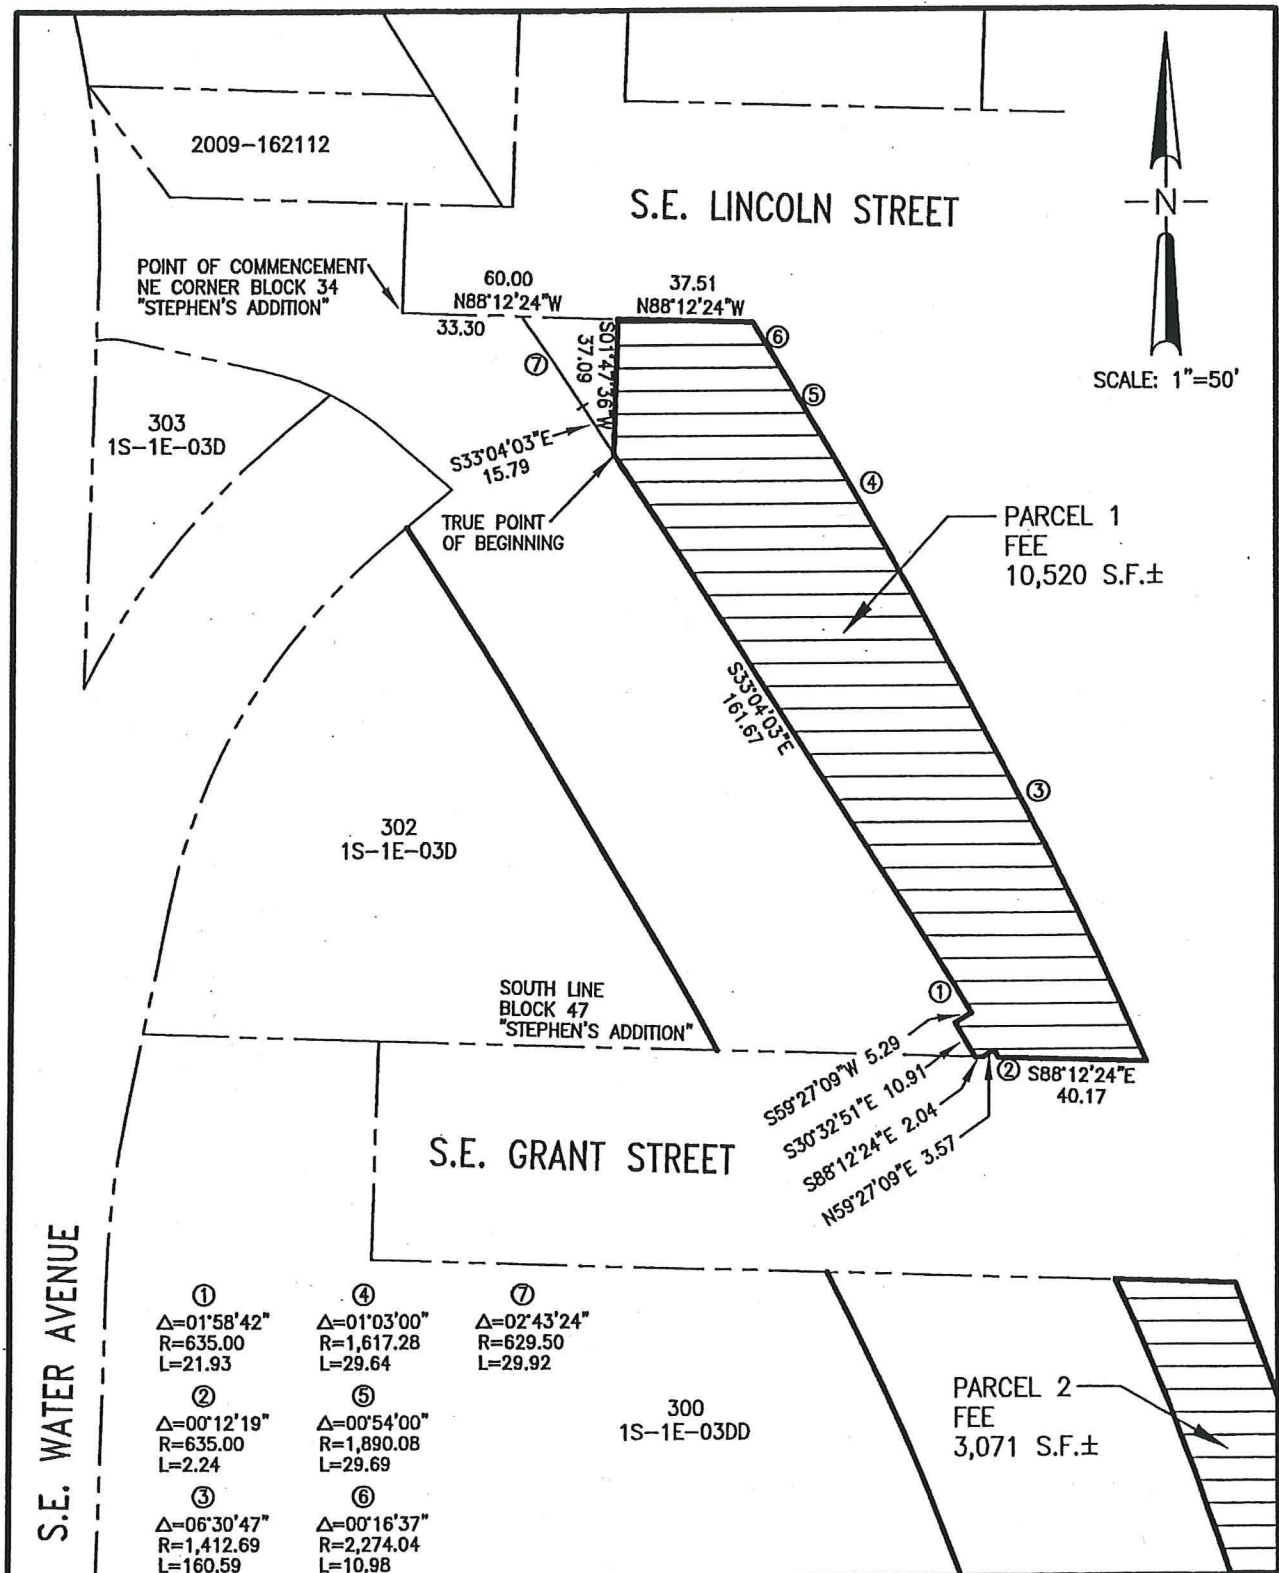 2009-162112
S.E. LINCOLN STREET
N
SCALE: 1"=50'
POINT OF COMMENCEMENT
NE CORNER BLOCK 34
"STEPHEN'S ADDITION"
60.00
N88°12'24"W
33.30
37.51
N88°12'24"W
S01°47'36"W
37.09
⑥
⑦
⑤
④
③
303
1S-1E-03D
S33°04'03"E
15.79
TRUE POINT
OF BEGINNING
PARCEL 1
FEE
10,520 S.F.±
S33°04'03"E
161.67
302
1S-1E-03D
SOUTH LINE
BLOCK 47
"STEPHEN'S ADDITION"
①
S59°27'09"W 5.29
S30°32'51"E 10.91
S88°12'24"E 2.04
N59°27'09"E 3.57
②
S88°12'24"E
40.17
S.E. GRANT STREET
S.E. WATER AVENUE
①
Δ=01°58'42"
R=635.00
L=21.93
②
Δ=00°12'19"
R=635.00
L=2.24
③
Δ=06°30'47"
R=1,412.69
L=160.59
④
Δ=01°03'00"
R=1,617.28
L=29.64
⑤
Δ=00°54'00"
R=1,890.08
L=29.69
⑥
Δ=00°16'37"
R=2,274.04
L=10.98
⑦
Δ=02°43'24"
R=629.50
L=29.92
300
1S-1E-03DD
PARCEL 2
FEE
3,071 S.F.±